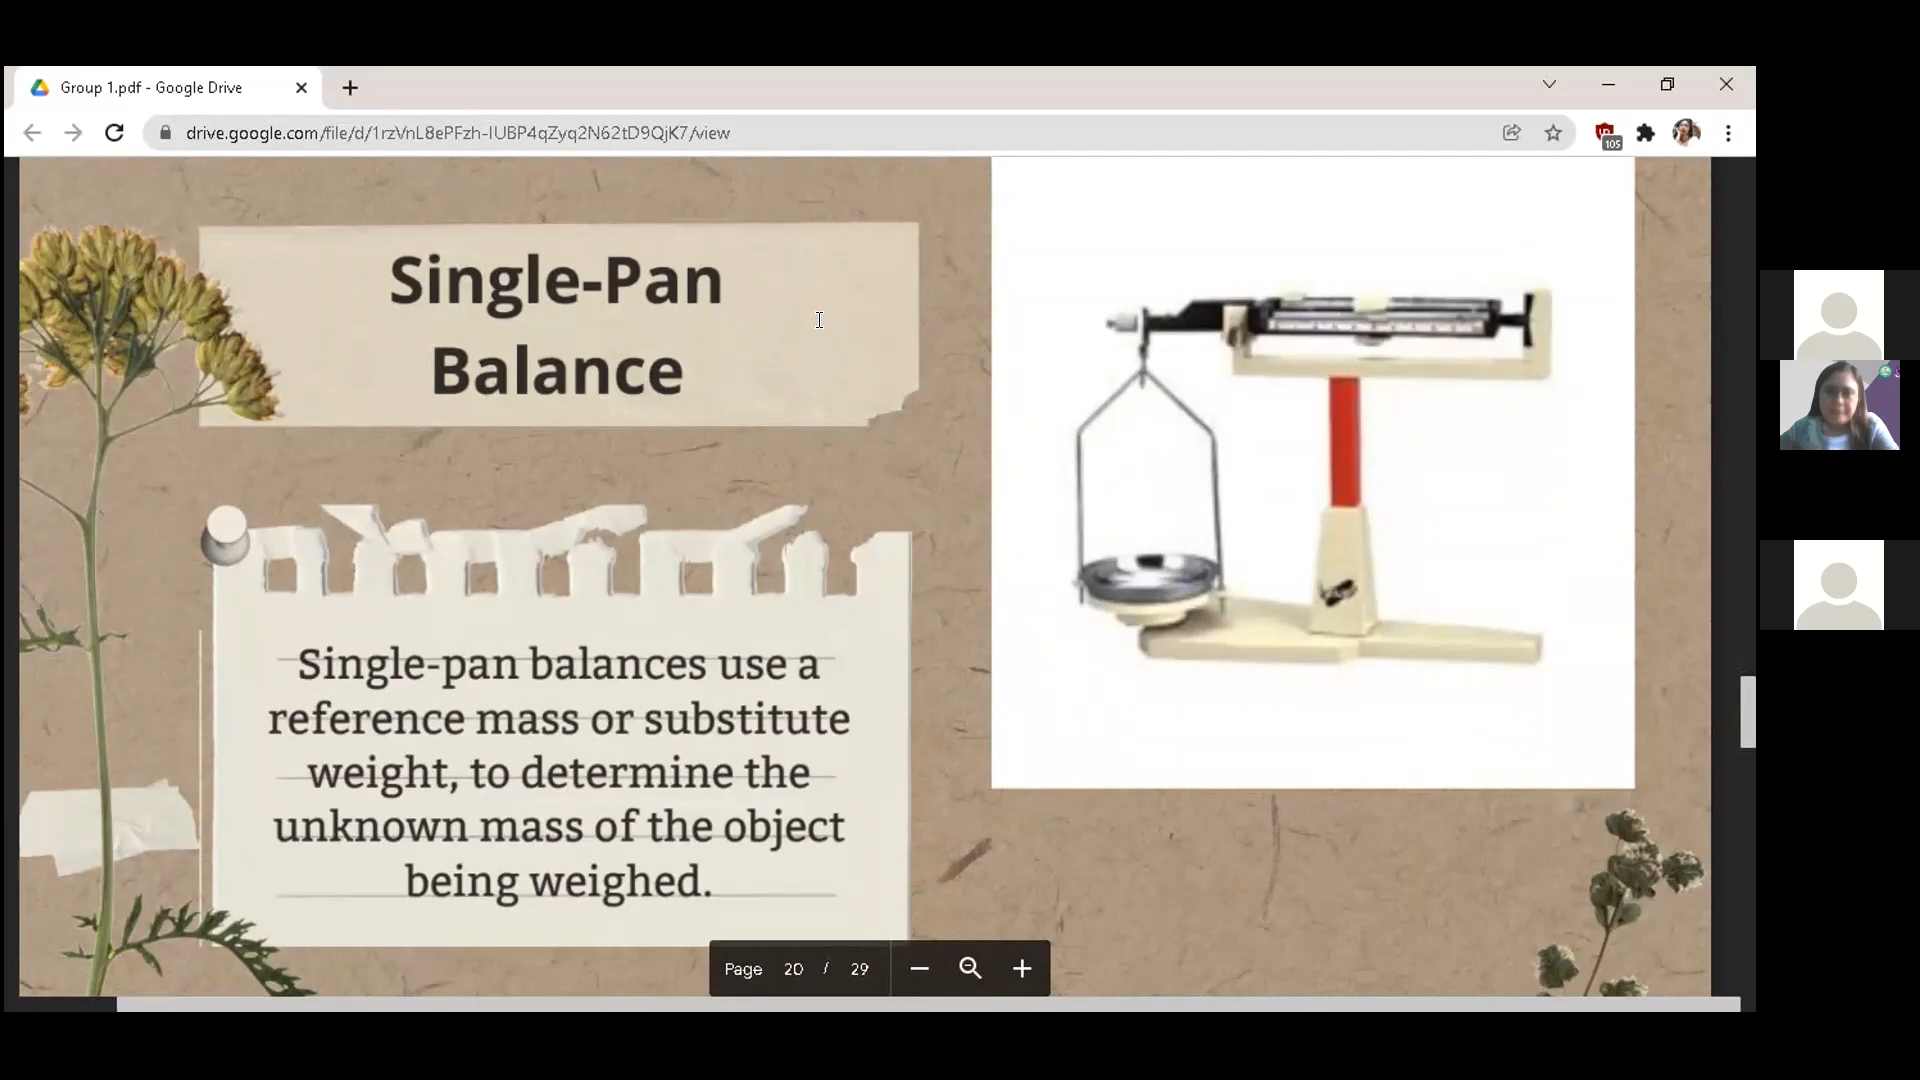 Group 1.pdf - Google Drive
drive.google.com/file/d/1rzVnL8ePFzh-IUBP4qZyq2N62tD9QjK7/view
105
Single-Pan
Balance
Single-pan balances use a
reference mass or substitute
weight, to determine the
unknown mass of the object
being weighed.
Page 20 / 29